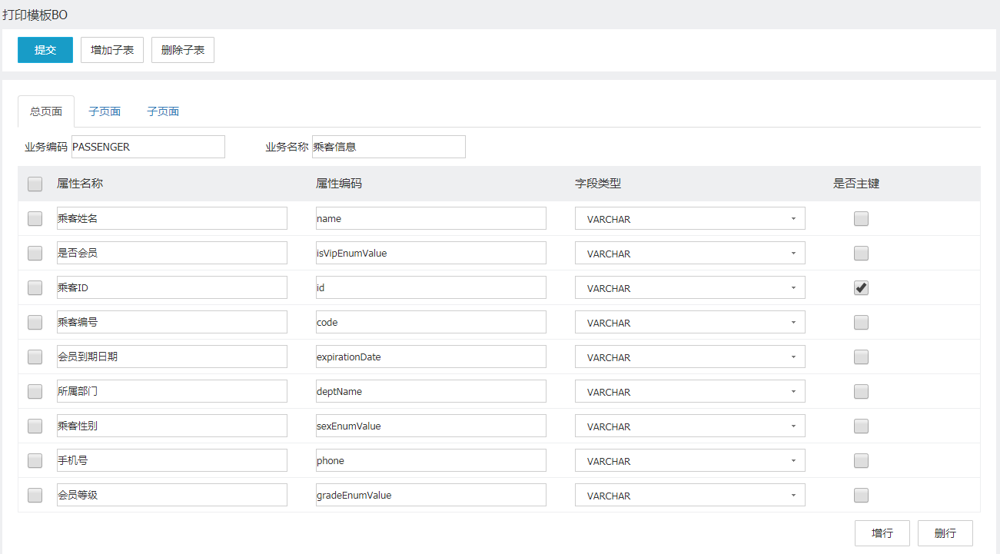 打印模板BO
提交 增加子表 删除子表
总页面 子页面 子页面
业务编码 PASSENGER 业务名称 乘客信息
属性名称 属性编码 字段类型 是否主键
乘客姓名 name VARCHAR
是否会员 isVipEnumValue VARCHAR
乘客ID id VARCHAR
乘客编号 code VARCHAR
会员到期日期 expirationDate VARCHAR
所属部门 deptName VARCHAR
乘客性别 sexEnumValue VARCHAR
手机号 phone VARCHAR
会员等级 gradeEnumValue VARCHAR
增行 删行